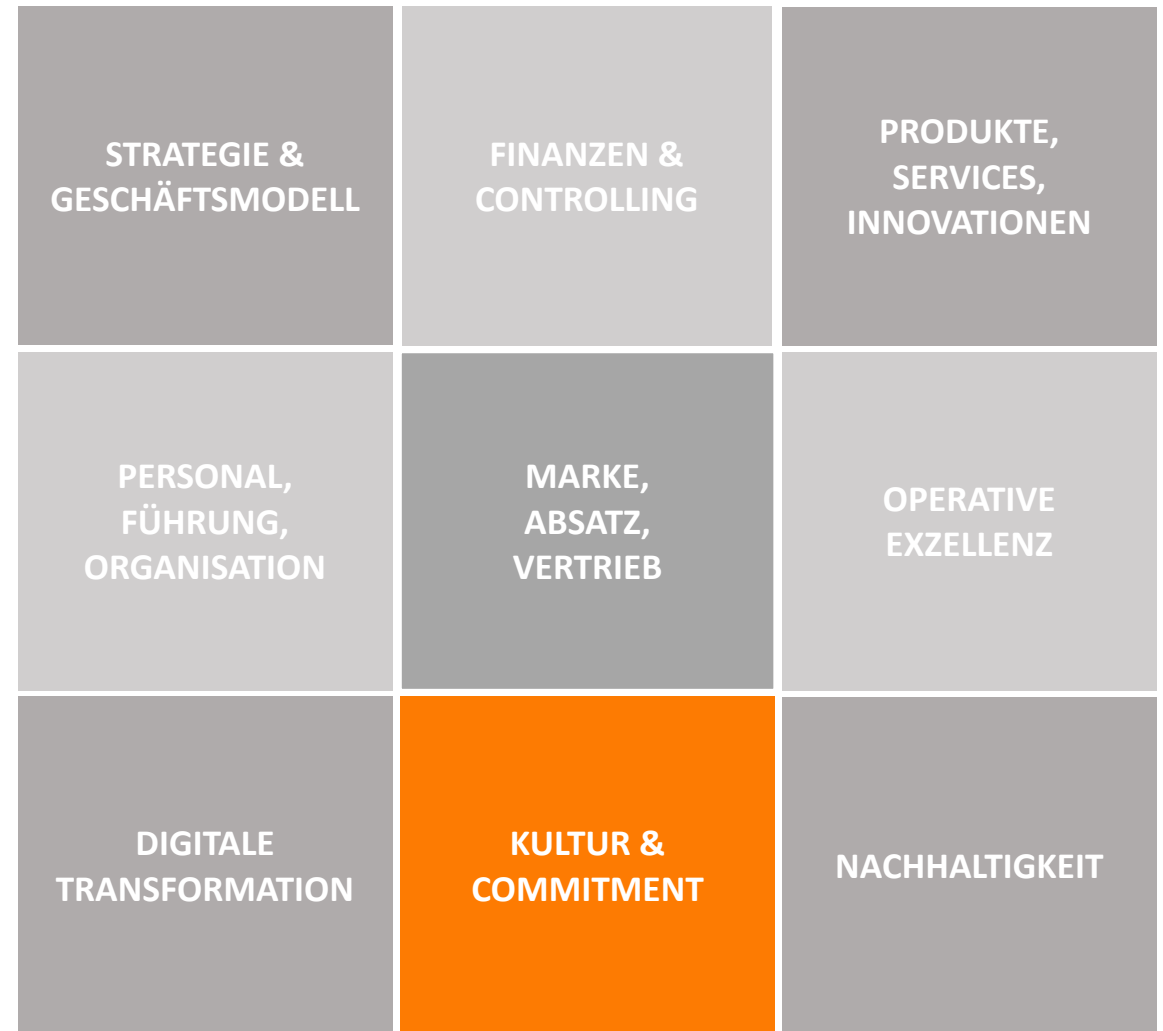 STRATEGIE &
GESCHÄFTSMODELL
FINANZEN &
CONTROLLING
PRODUKTE,
SERVICES,
INNOVATIONEN
PERSONAL,
FÜHRUNG,
ORGANISATION
MARKE,
ABSATZ,
VERTRIEB
OPERATIVE
EXZELLENZ
DIGITALE
TRANSFORMATION
KULTUR &
COMMITMENT
NACHHALTIGKEIT